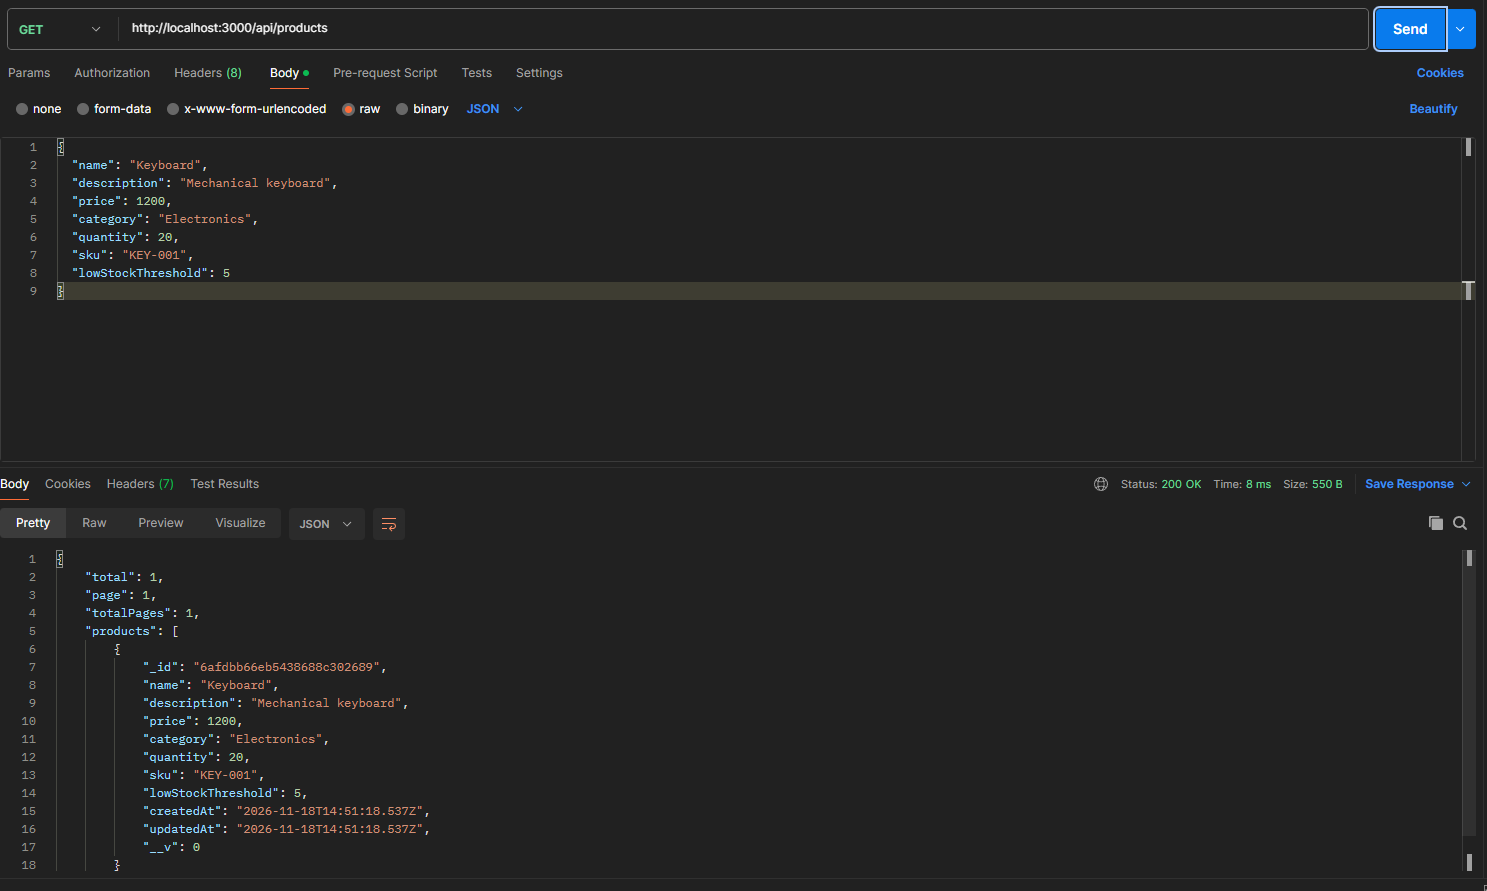 GET http://localhost:3000/api/products Send
Params Authorization Headers (8) Body Pre-request Script Tests Settings Cookies
none form-data x-www-form-urlencoded raw binary JSON Beautify
1 {
2 "name": "Keyboard",
3 "description": "Mechanical keyboard",
4 "price": 1200,
5 "category": "Electronics",
6 "quantity": 20,
7 "sku": "KEY-001",
8 "lowStockThreshold": 5
9 }
Body Cookies Headers (7) Test Results Status: 200 OK Time: 8 ms Size: 550 B Save Response
Pretty Raw Preview Visualize JSON
1 {
2 "total": 1,
3 "page": 1,
4 "totalPages": 1,
5 "products": [
6 {
7 "_id": "6afdbb66eb5438688c302689",
8 "name": "Keyboard",
9 "description": "Mechanical keyboard",
10 "price": 1200,
11 "category": "Electronics",
12 "quantity": 20,
13 "sku": "KEY-001",
14 "lowStockThreshold": 5,
15 "createdAt": "2026-11-18T14:51:18.537Z",
16 "updatedAt": "2026-11-18T14:51:18.537Z",
17 "__v": 0
18 }